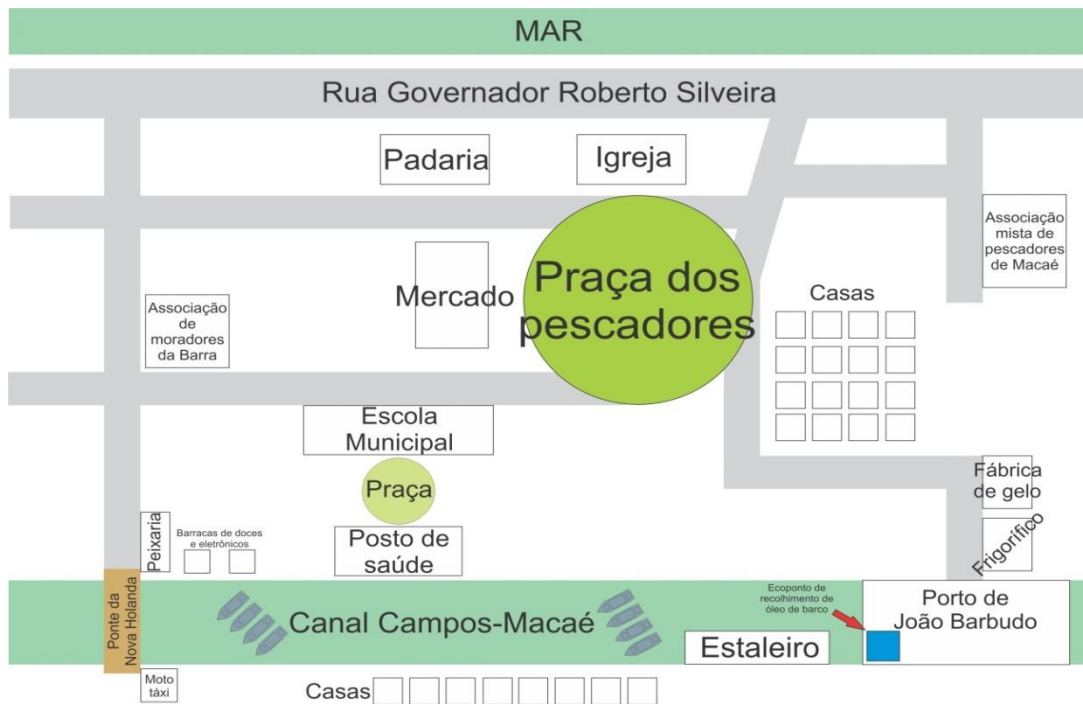 MAR
Rua Governador Roberto Silveira
Padaria
Igreja
Associação
mista de
pescadores
de Macaé
Praça dos
pescadores
Mercado
Casas
Associação
de
moradores
da Barra
Escola
Municipal
Praça
Fábrica
de gelo
Peixaria
Barracas de doces
e eletrônicos
Posto de
saúde
Frigorífico
Ponte da
Nova Holanda
Canal Campos-Macaé
Ecoponto de
recolhimento de
óleo de barco
Porto de
João Barbudo
Estaleiro
Moto
táxi
Casas